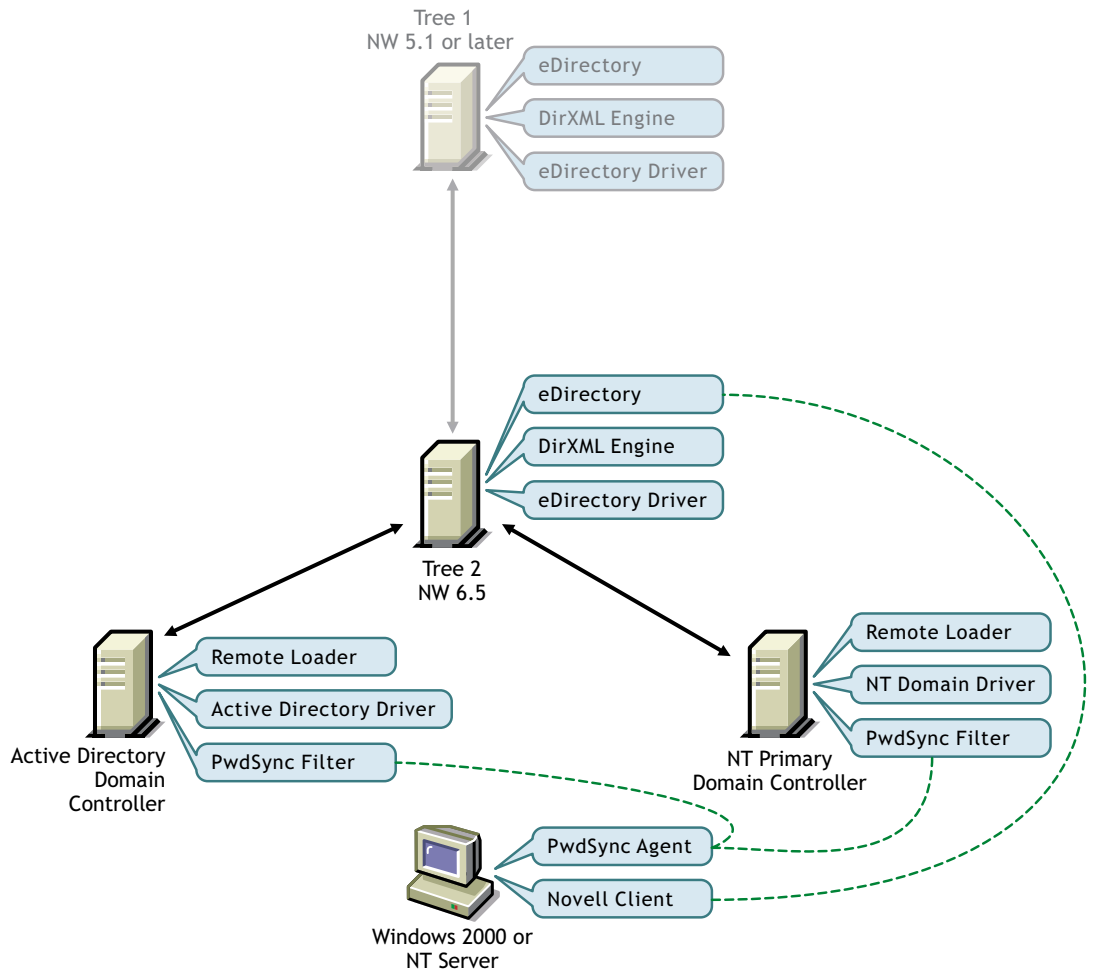 Tree 1
NW 5.1 or later
eDirectory
DirXML Engine
eDirectory Driver
eDirectory
DirXML Engine
eDirectory Driver
Tree 2
NW 6.5
Remote Loader
Active Directory Driver
PwdSync Filter
Active Directory
Domain
Controller
Remote Loader
NT Domain Driver
PwdSync Filter
NT Primary
Domain Controller
PwdSync Agent
Novell Client
Windows 2000 or
NT Server